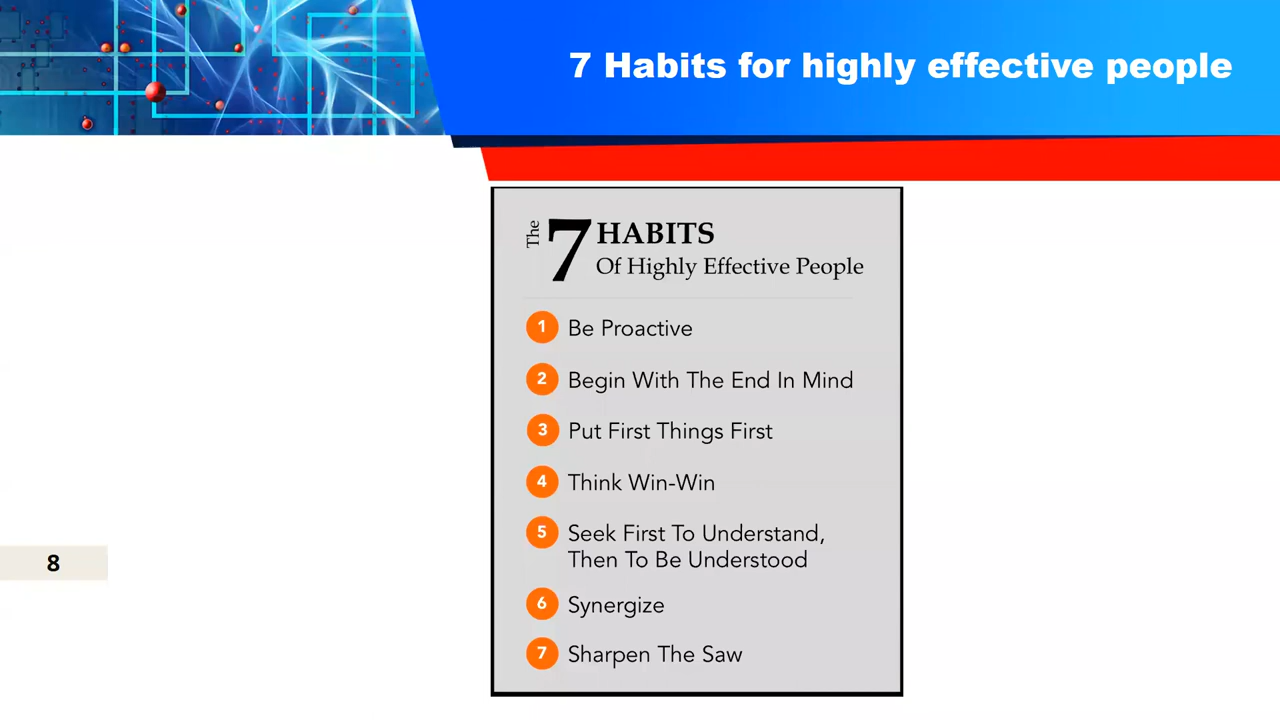 7 Habits for highly effective people
The 7 HABITS
Of Highly Effective People
1 Be Proactive
2 Begin With The End In Mind
3 Put First Things First
4 Think Win-Win
5 Seek First To Understand,
Then To Be Understood
6 Synergize
7 Sharpen The Saw
8